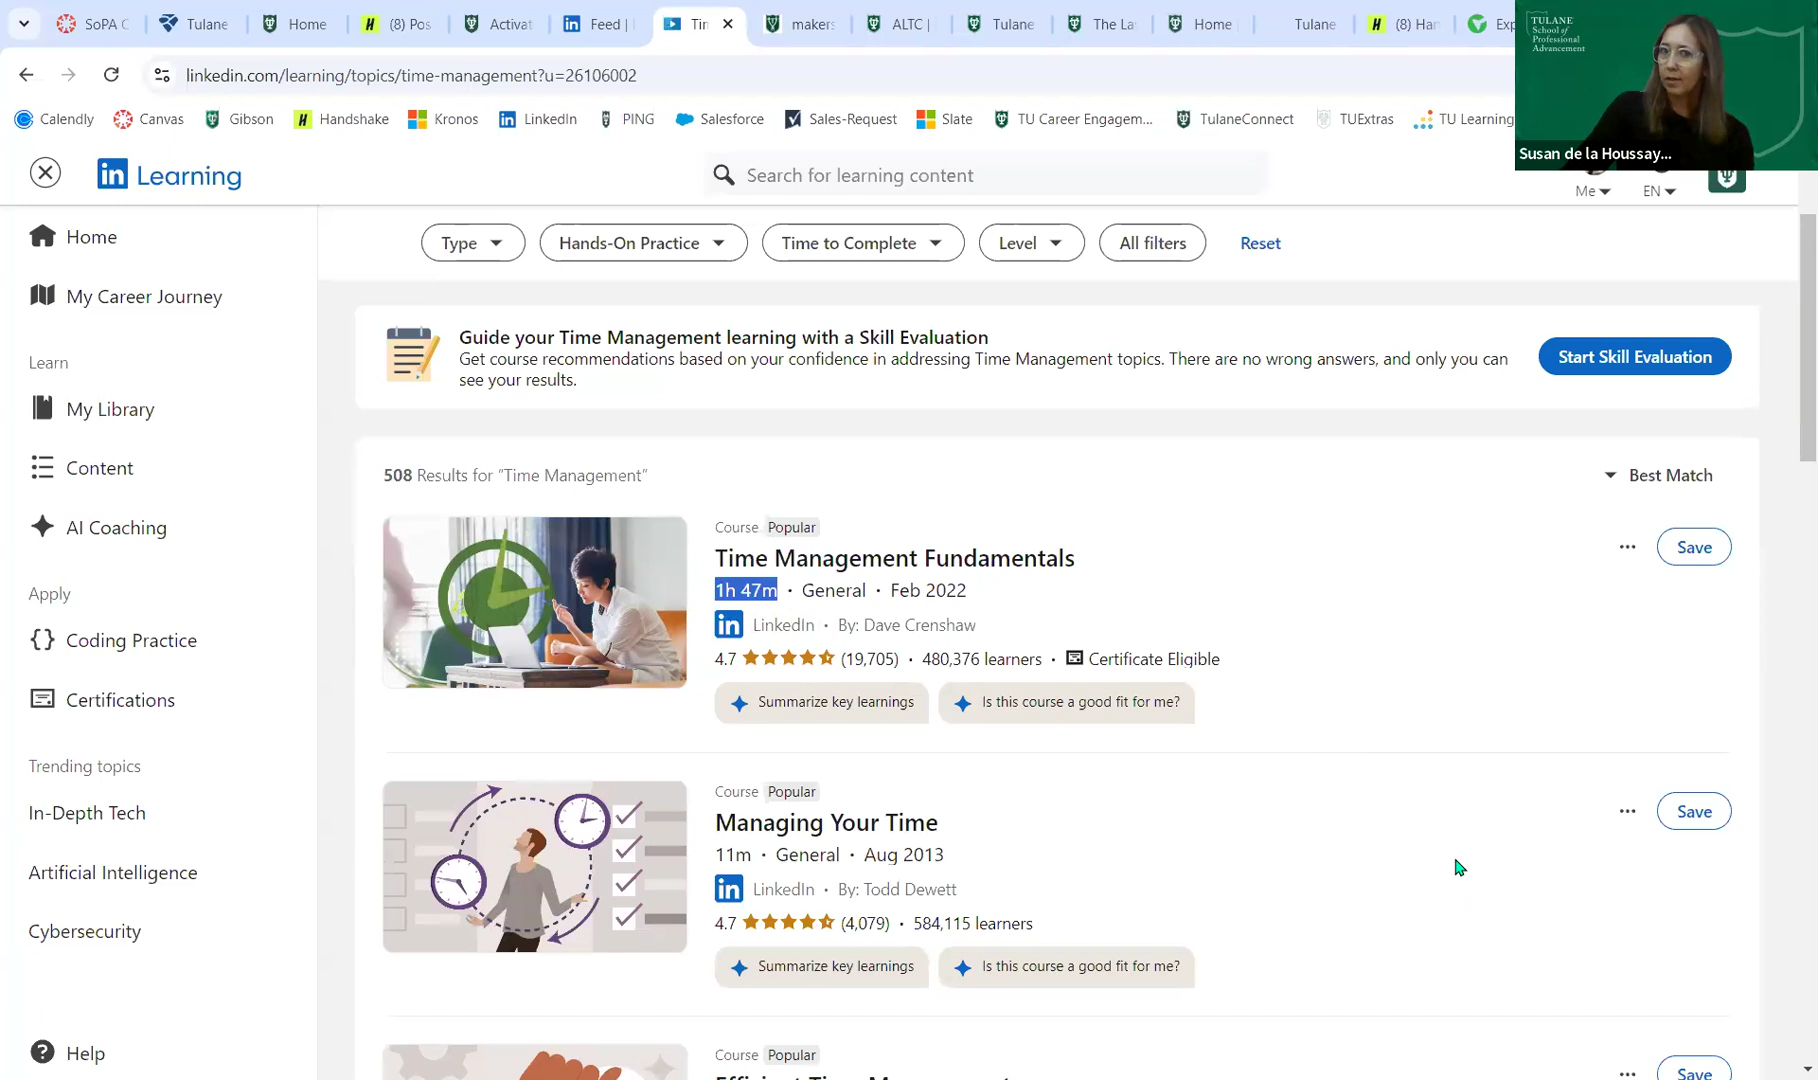 SoPA C
Tulane
Home
(8) Pos
Activat
Feed |
Tim
makers
ALTC |
Tulane
The La
Home
Tulane
(8) Har
Exp
linkedin.com/learning/topics/time-management?u=26106002
Calendly
Canvas
Gibson
Handshake
Kronos
LinkedIn
PING
Salesforce
Sales-Request
Slate
TU Career Engagem...
TulaneConnect
TUExtras
TU Learning
TULANE
School of
Professional
Advancement
Susan de la Houssay...
in Learning
Search for learning content
Me
EN
Home
My Career Journey
Learn
My Library
Content
AI Coaching
Apply
Coding Practice
Certifications
Trending topics
In-Depth Tech
Artificial Intelligence
Cybersecurity
Help
Type
Hands-On Practice
Time to Complete
Level
All filters
Reset
Guide your Time Management learning with a Skill Evaluation
Get course recommendations based on your confidence in addressing Time Management topics. There are no wrong answers, and only you can
see your results.
Start Skill Evaluation
508 Results for "Time Management"
Best Match
Course Popular
Time Management Fundamentals
1h 47m · General · Feb 2022
in LinkedIn · By: Dave Crenshaw
4.7 (19,705) · 480,376 learners · Certificate Eligible
Summarize key learnings
Is this course a good fit for me?
... Save
Course Popular
Managing Your Time
11m · General · Aug 2013
in LinkedIn · By: Todd Dewett
4.7 (4,079) · 584,115 learners
Summarize key learnings
Is this course a good fit for me?
... Save
Course Popular
Efficient Time
... Save